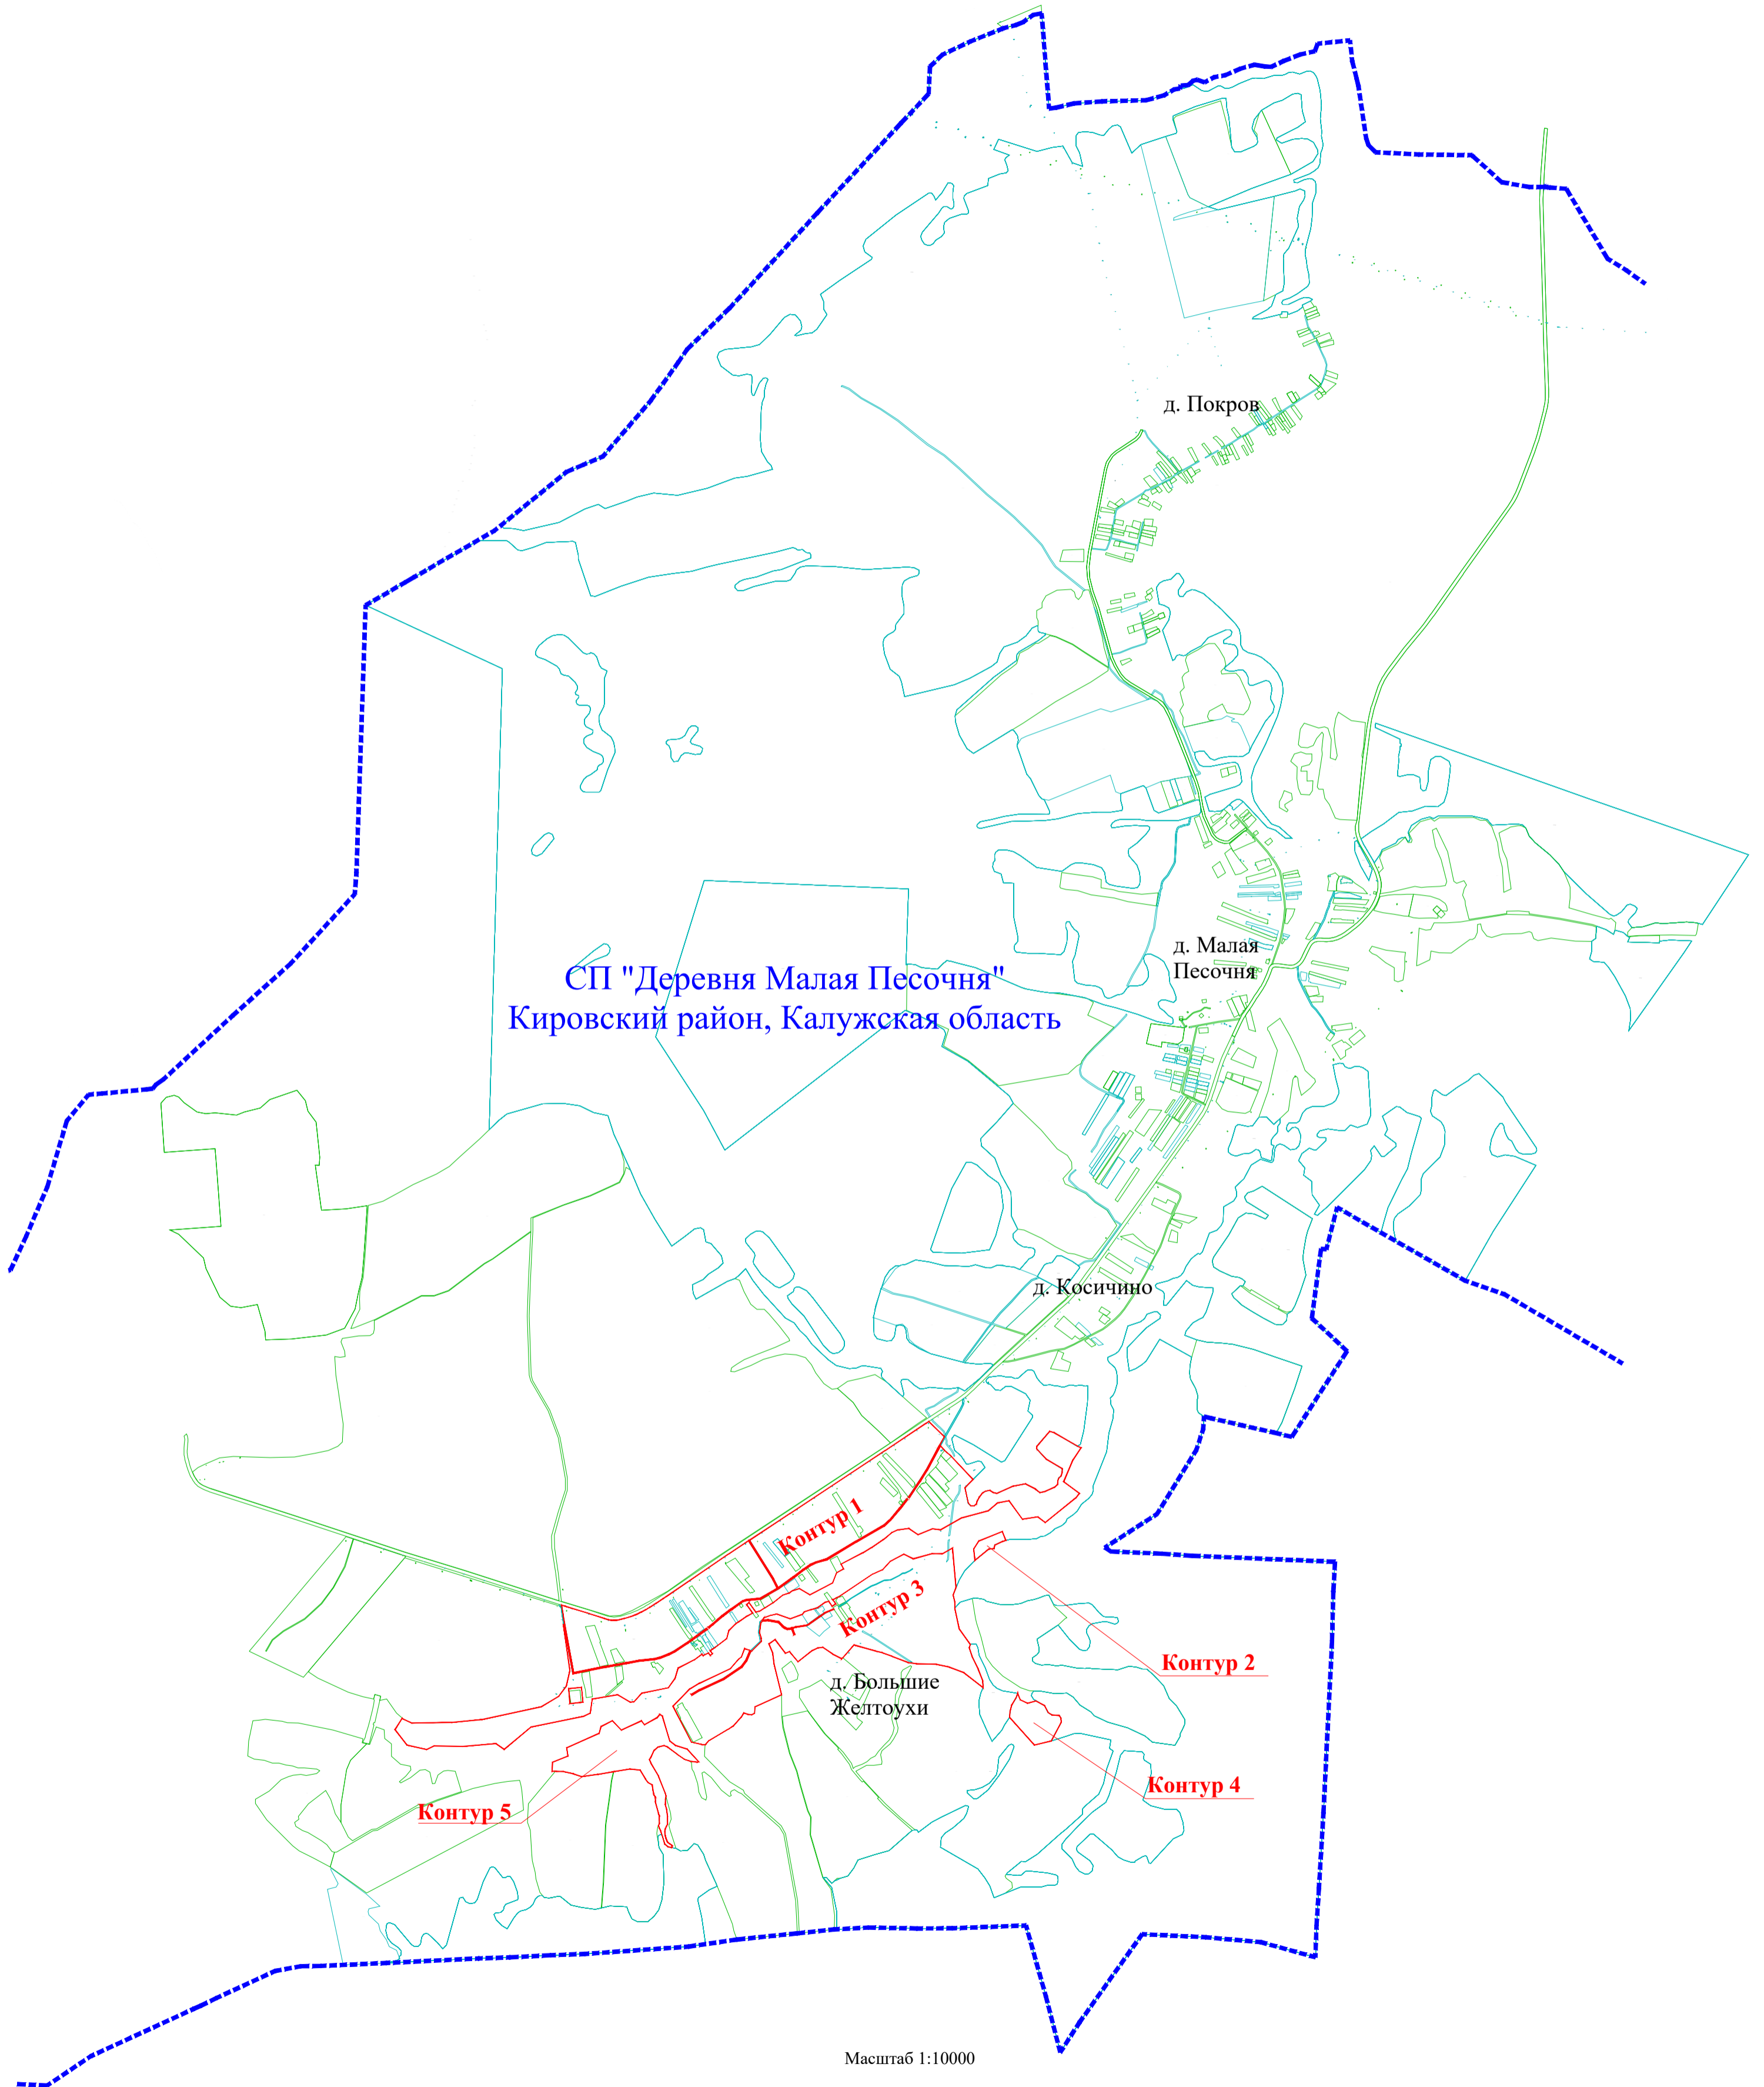 д. Покров
д. Малая
Песочня
СП "Деревня Малая Песочня"
Кировский район, Калужская область
д. Косичино
Контур 1
Контур 3
Контур 2
д. Большие
Желтоухи
Контур 4
Контур 5
Масштаб 1:10000